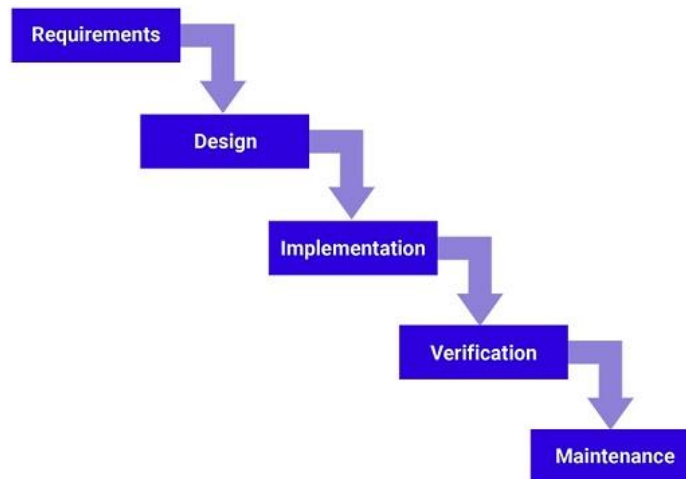 Requirements
Design
Implementation
Verification
Maintenance